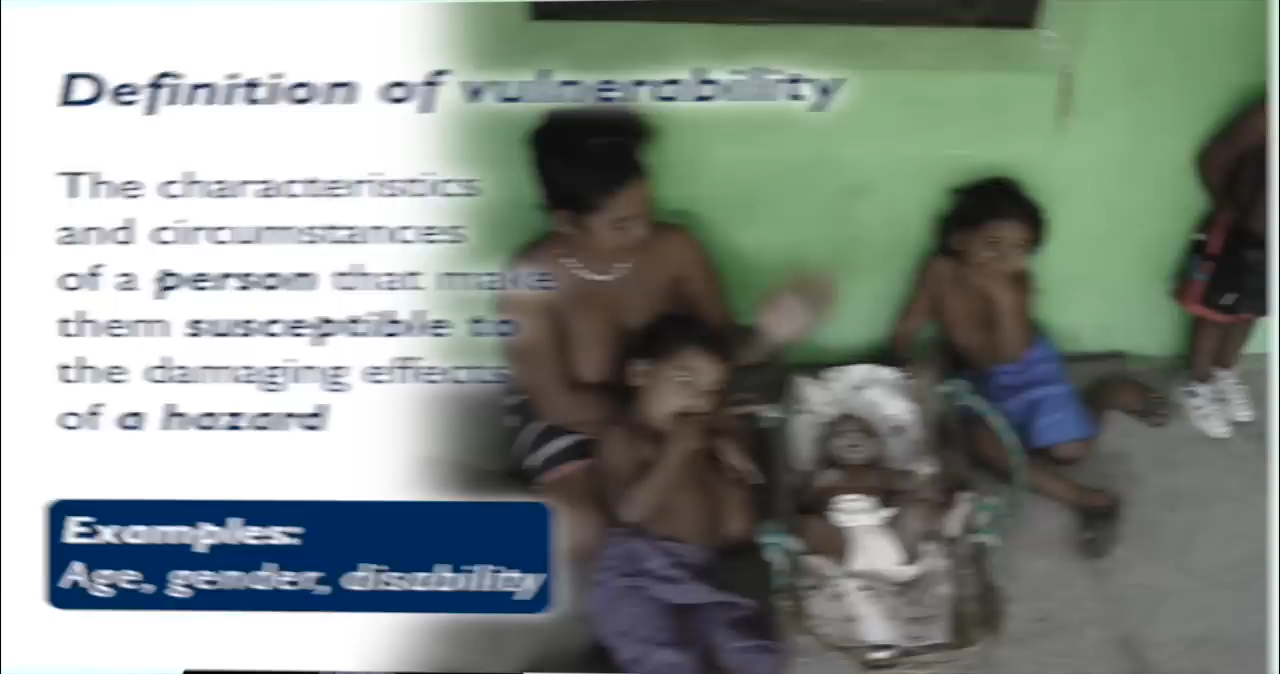 Definition of vulnerability
The characteristics
and circumstances
of a person that make
them susceptible to
the damaging effects
of a hazard
Examples:
Age, gender, disability